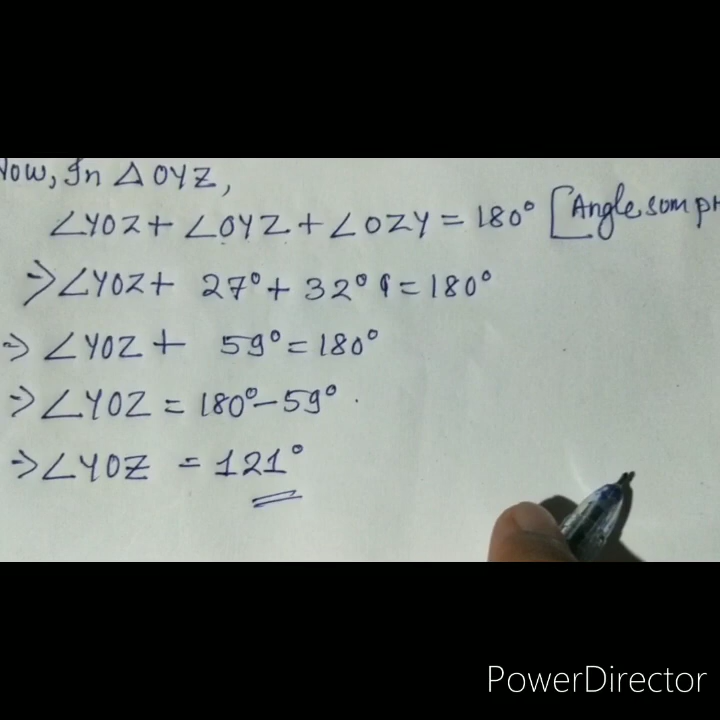 Now, In △OYZ,
∠YOZ + ∠OYZ + ∠OZY = 180° [Angle sum pr
⇒ ∠YOZ + 27° + 32° = 180°
⇒ ∠YOZ + 59° = 180°
⇒ ∠YOZ = 180° - 59°.
⇒ ∠YOZ = 121°
PowerDirector